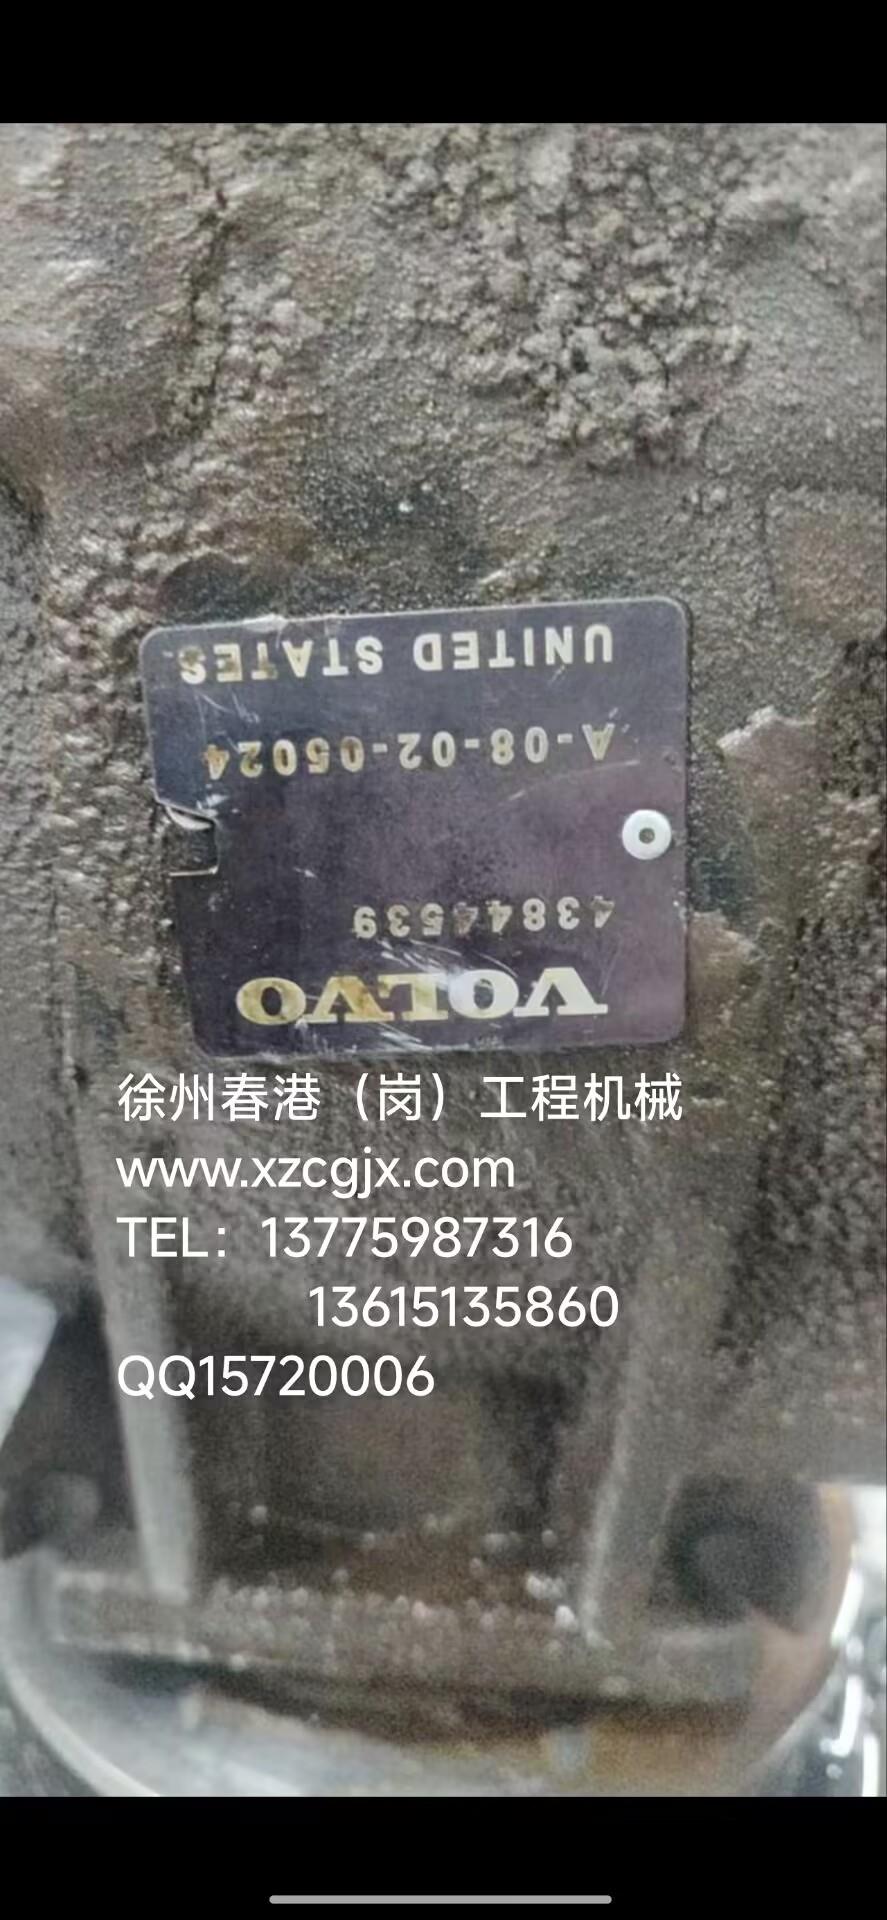 VOLVO
43844539
A-08-02-05024
UNITED STATES
徐州春港（岗）工程机械
www.xzcgjx.com
TEL：13775987316
13615135860
QQ15720006